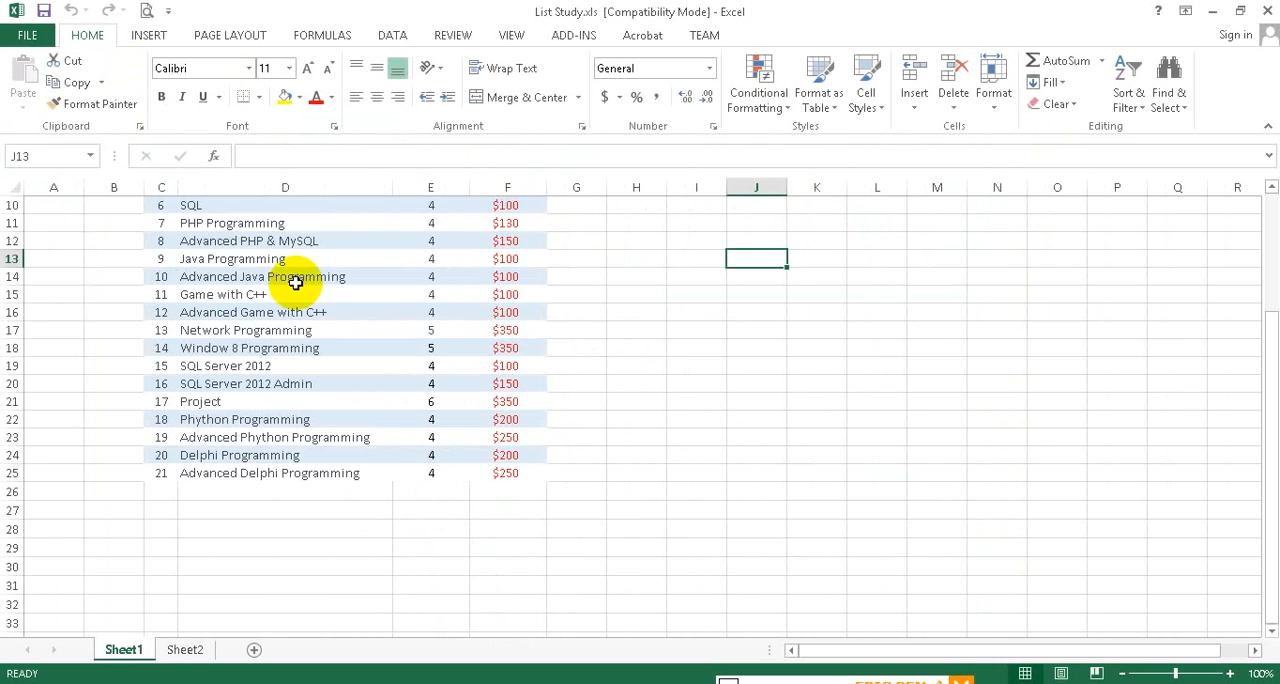 List Study.xls [Compatibility Mode] - Excel
FILE HOME INSERT PAGE LAYOUT FORMULAS DATA REVIEW VIEW ADD-INS Acrobat TEAM Sign in
Paste
Cut
Copy
Format Painter
Clipboard
Calibri 11
B I U
Font
Wrap Text
Merge & Center
Alignment
General
$ % ,
Number
Conditional Formatting
Format as Table
Cell Styles
Styles
Insert
Delete
Format
Cells
AutoSum
Fill
Clear
Sort & Filter
Find & Select
Editing
J13 fx
A B C D E F G H I J K L M N O P Q R
10 6 SQL 4 $100
11 7 PHP Programming 4 $130
12 8 Advanced PHP & MySQL 4 $150
13 9 Java Programming 4 $100
14 10 Advanced Java Programming 4 $100
15 11 Game with C++ 4 $100
16 12 Advanced Game with C++ 4 $100
17 13 Network Programming 5 $350
18 14 Window 8 Programming 5 $350
19 15 SQL Server 2012 4 $100
20 16 SQL Server 2012 Admin 4 $150
21 17 Project 6 $350
22 18 Phython Programming 4 $200
23 19 Advanced Phython Programming 4 $250
24 20 Delphi Programming 4 $200
25 21 Advanced Delphi Programming 4 $250
26
27
28
29
30
31
32
33
Sheet1 Sheet2
READY 100%